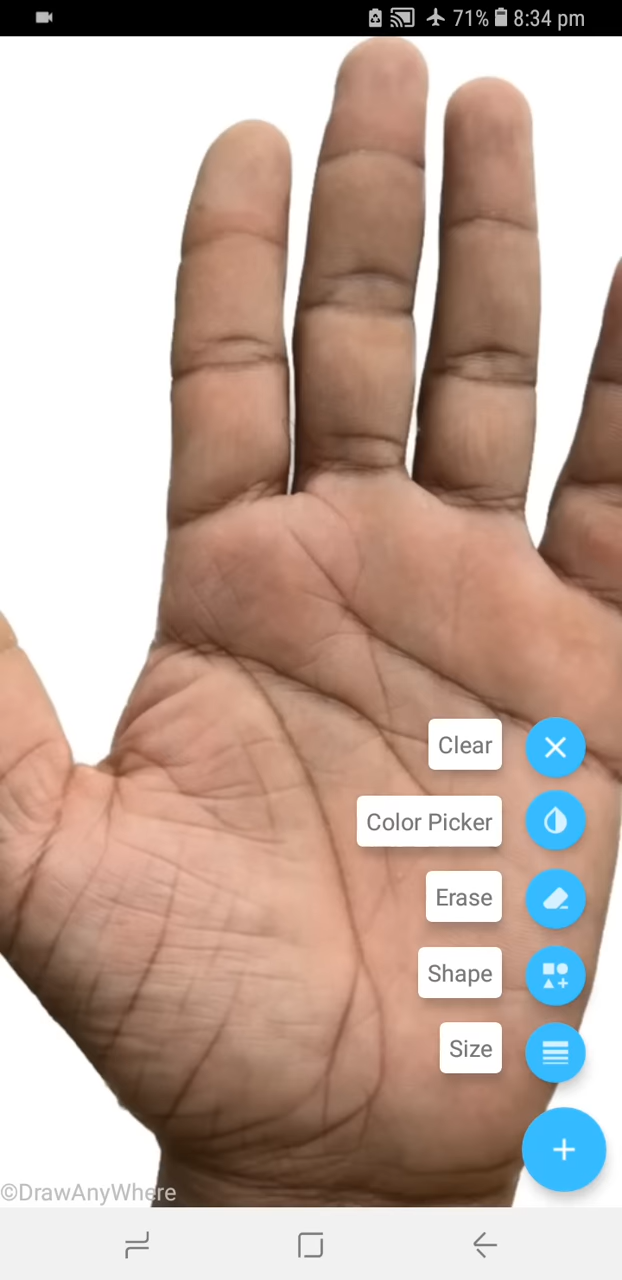 71% 8:34 pm
Clear
Color Picker
Erase
Shape
Size
©DrawAnyWhere